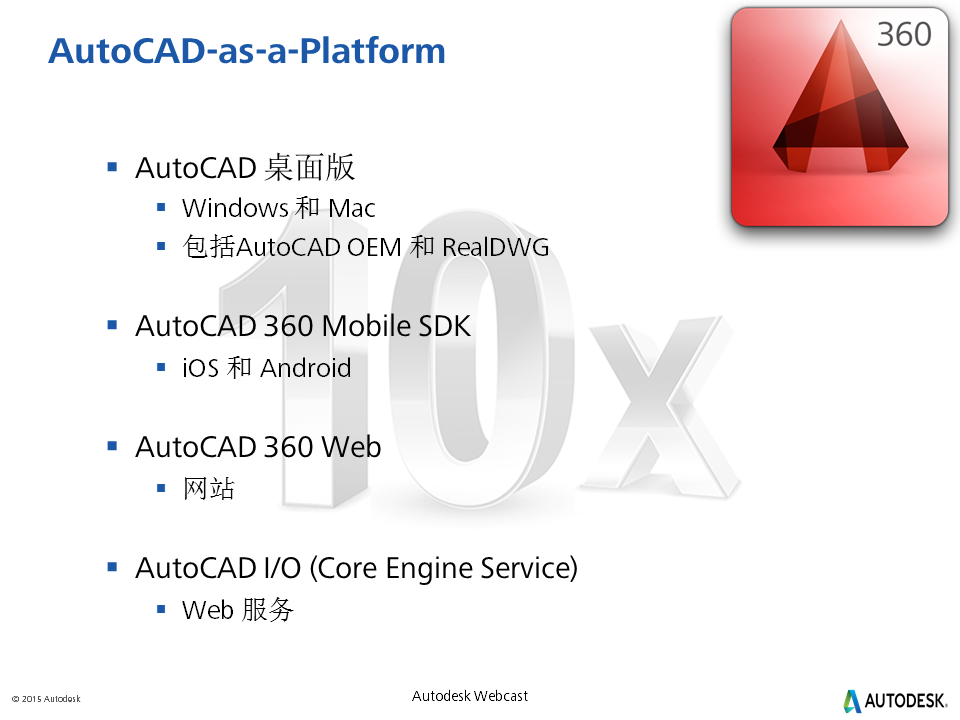 AutoCAD-as-a-Platform
360
AutoCAD 桌面版
Windows 和 Mac
包括AutoCAD OEM 和 RealDWG
10x
AutoCAD 360 Mobile SDK
iOS 和 Android
AutoCAD 360 Web
网站
AutoCAD I/O (Core Engine Service)
Web 服务
© 2015 Autodesk
Autodesk Webcast
AUTODESK.